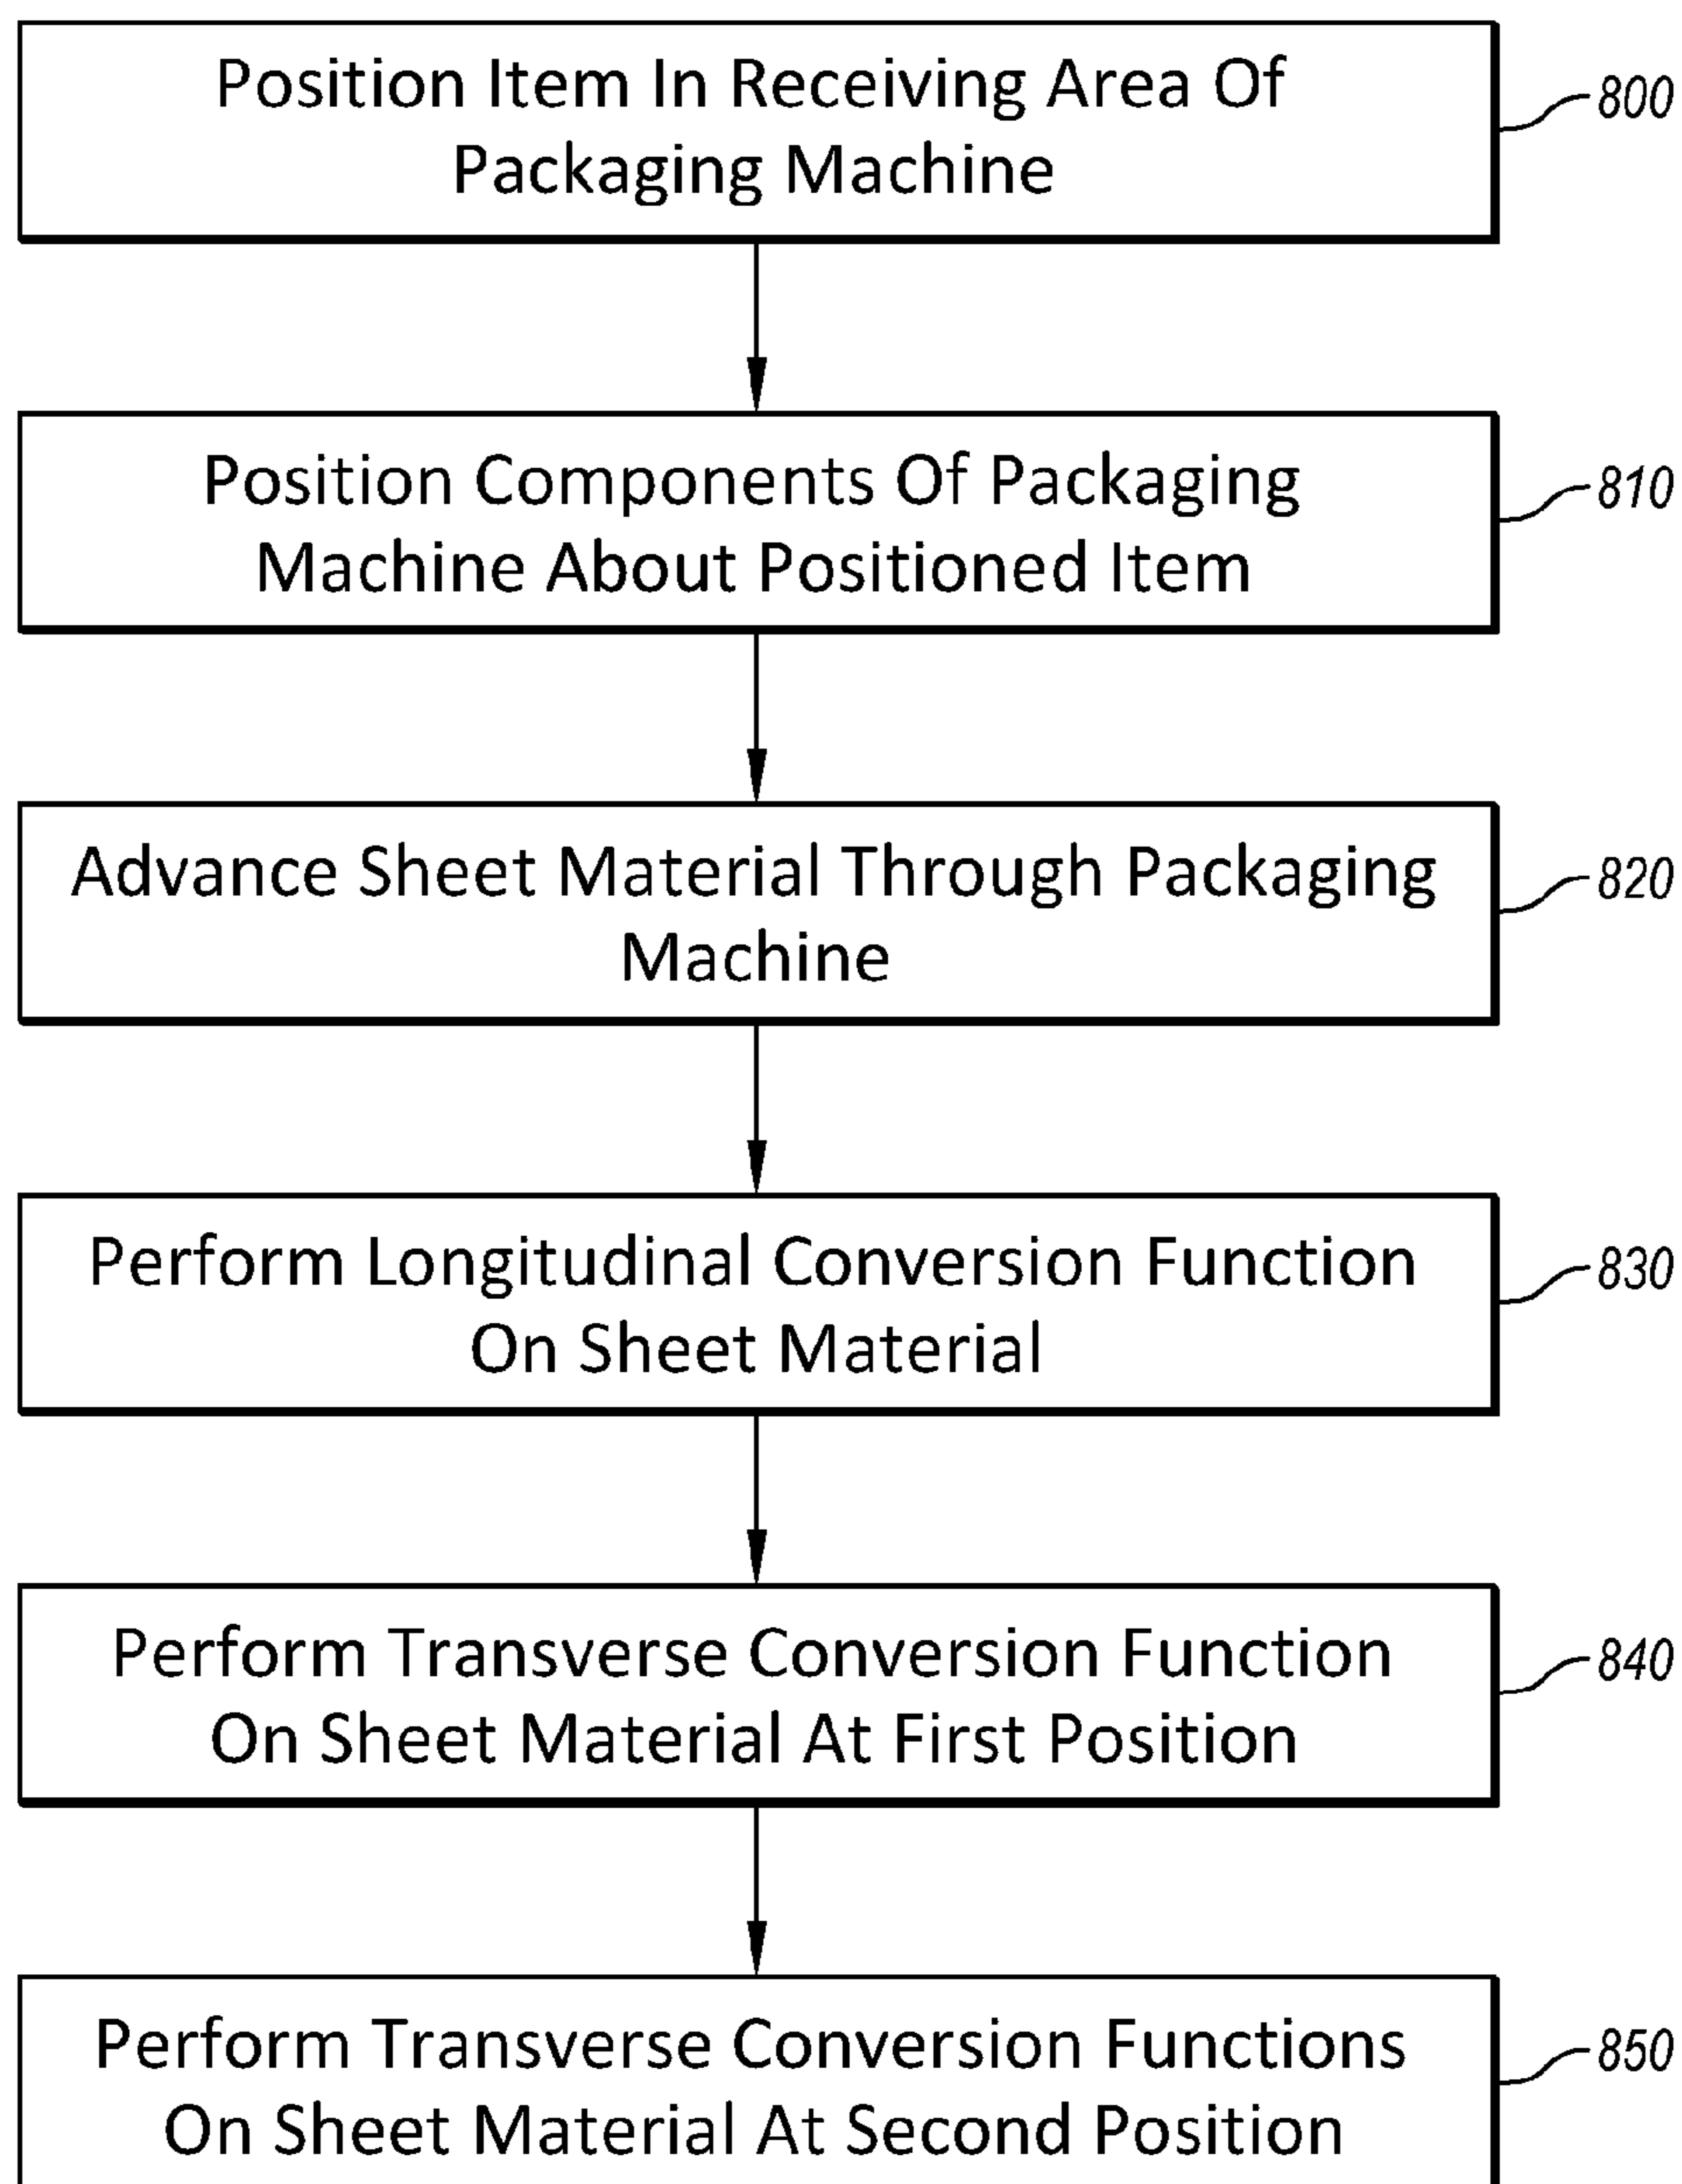 Position Item In Receiving Area Of
Packaging Machine
800
Position Components Of Packaging
Machine About Positioned Item
810
Advance Sheet Material Through Packaging
Machine
820
Perform Longitudinal Conversion Function
On Sheet Material
830
Perform Transverse Conversion Function
On Sheet Material At First Position
840
Perform Transverse Conversion Functions
On Sheet Material At Second Position
850